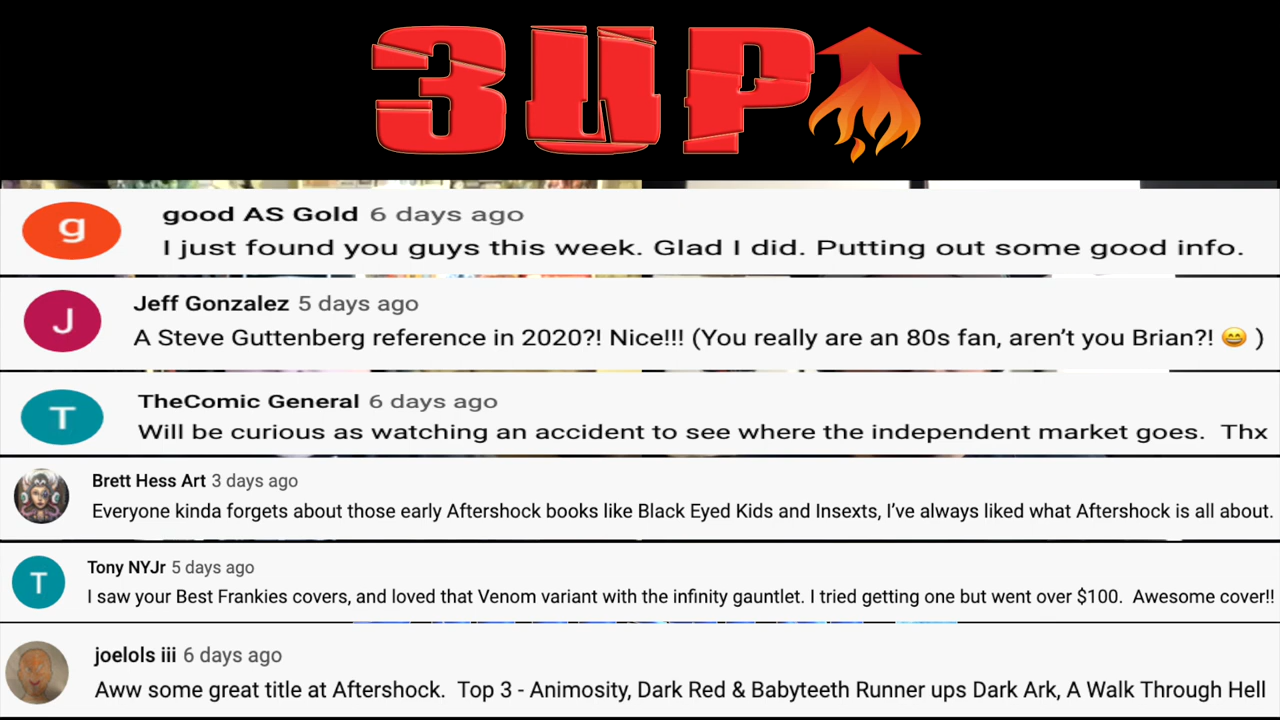 3UP
g
good AS Gold 6 days ago
I just found you guys this week. Glad I did. Putting out some good info.
J
Jeff Gonzalez 5 days ago
A Steve Guttenberg reference in 2020?! Nice!!! (You really are an 80s fan, aren’t you Brian?! 😄 )
T
TheComic General 6 days ago
Will be curious as watching an accident to see where the independent market goes.  Thx
Brett Hess Art 3 days ago
Everyone kinda forgets about those early Aftershock books like Black Eyed Kids and Insexts, I’ve always liked what Aftershock is all about.
T
Tony NYJr 5 days ago
I saw your Best Frankies covers, and loved that Venom variant with the infinity gauntlet. I tried getting one but went over $100.  Awesome cover!!
joelols iii 6 days ago
Aww some great title at Aftershock.  Top 3 - Animosity, Dark Red & Babyteeth Runner ups Dark Ark, A Walk Through Hell